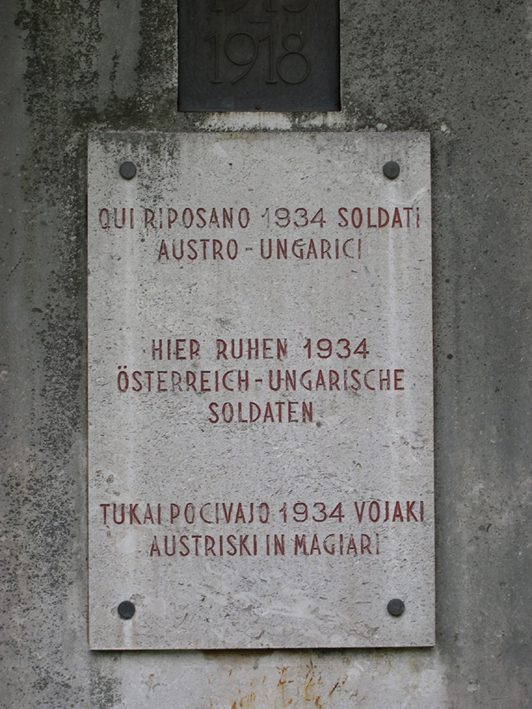 1918
QUI RIPOSANO 1934 SOLDATI
AUSTRO-UNGARICI
HIER RUHEN 1934
ÖSTERREICH-UNGARISCHE
SOLDATEN
TUKAI POCIVAJO 1934 VOJAKI
AUSTRISKI IN MAGIARI